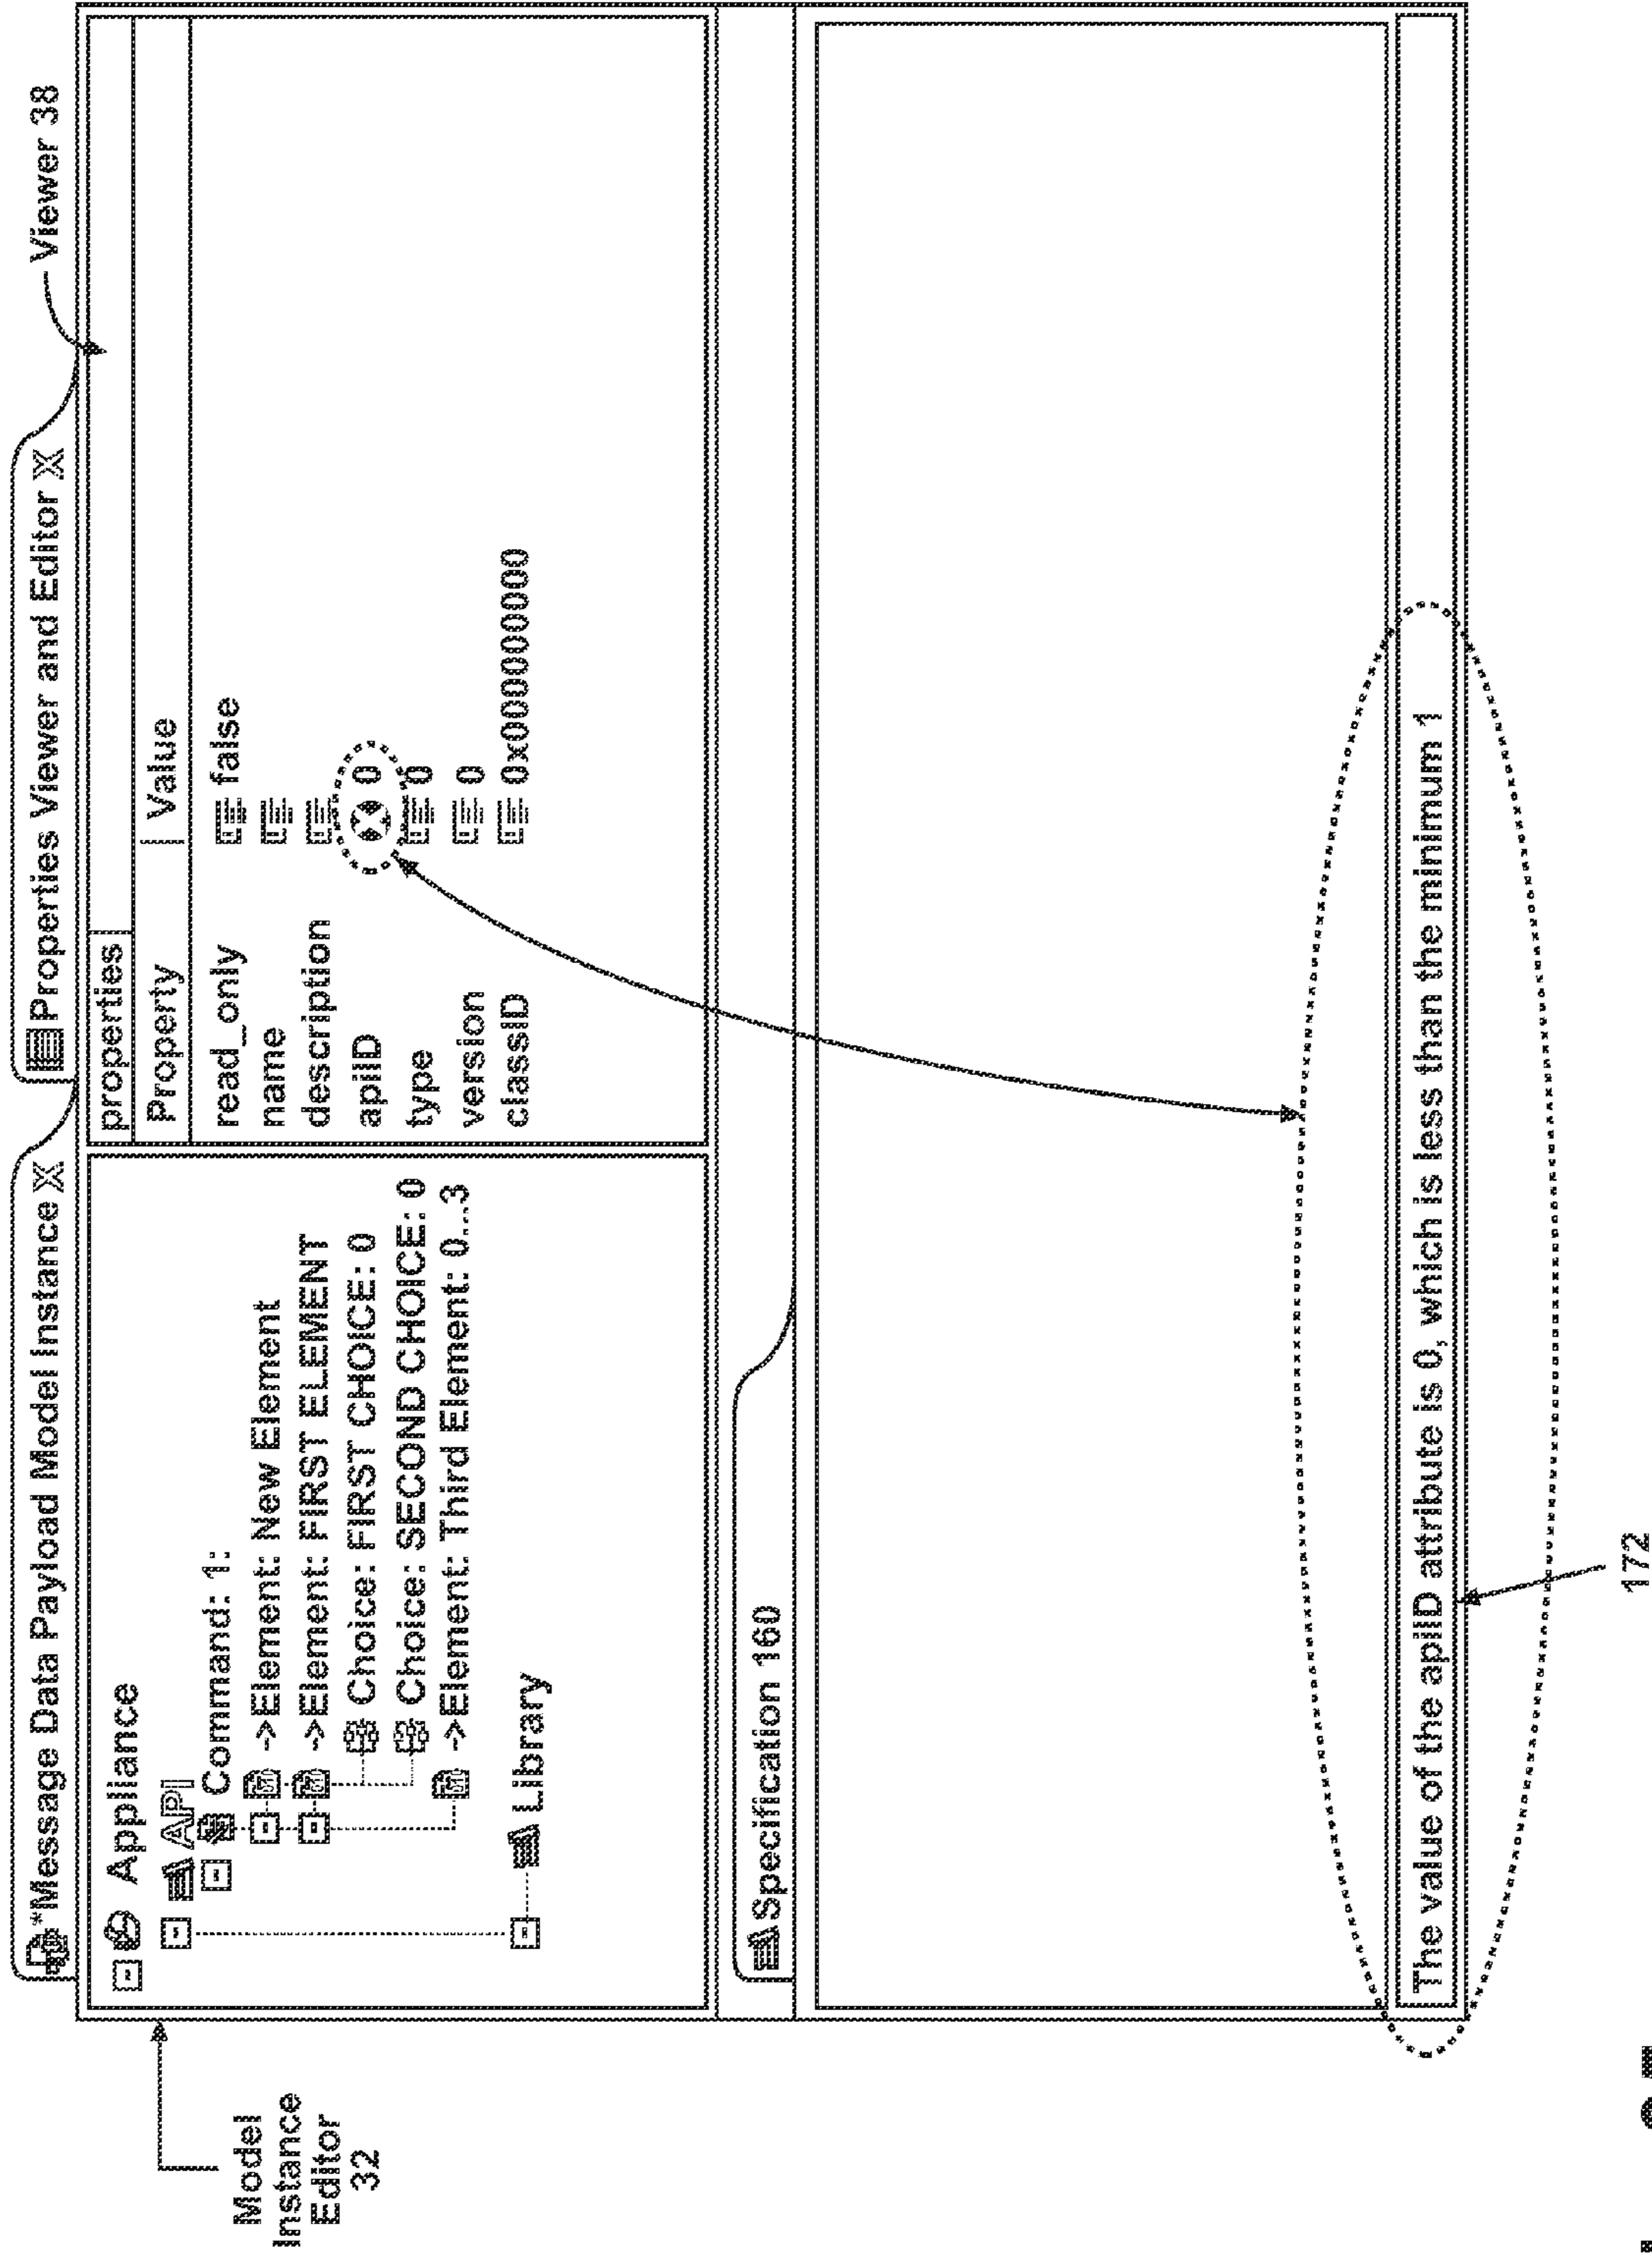 *Message Data Payload Model Instance X
Properties Viewer and Editor X
Viewer 38
Model
Instance
Editor
32
Appliance
API
Command: 1:
->Element: New Element
->Element: FIRST ELEMENT
Choice: FIRST CHOICE: 0
Choice: SECOND CHOICE: 0
->Element: Third Element: 0...3
Library
properties
Property | Value
read_only false
name
description
apiID 0
type 0
version 0
classID 0x00000000
Specification 160
The value of the apiID attribute is 0, which is less than the minimum 1
172